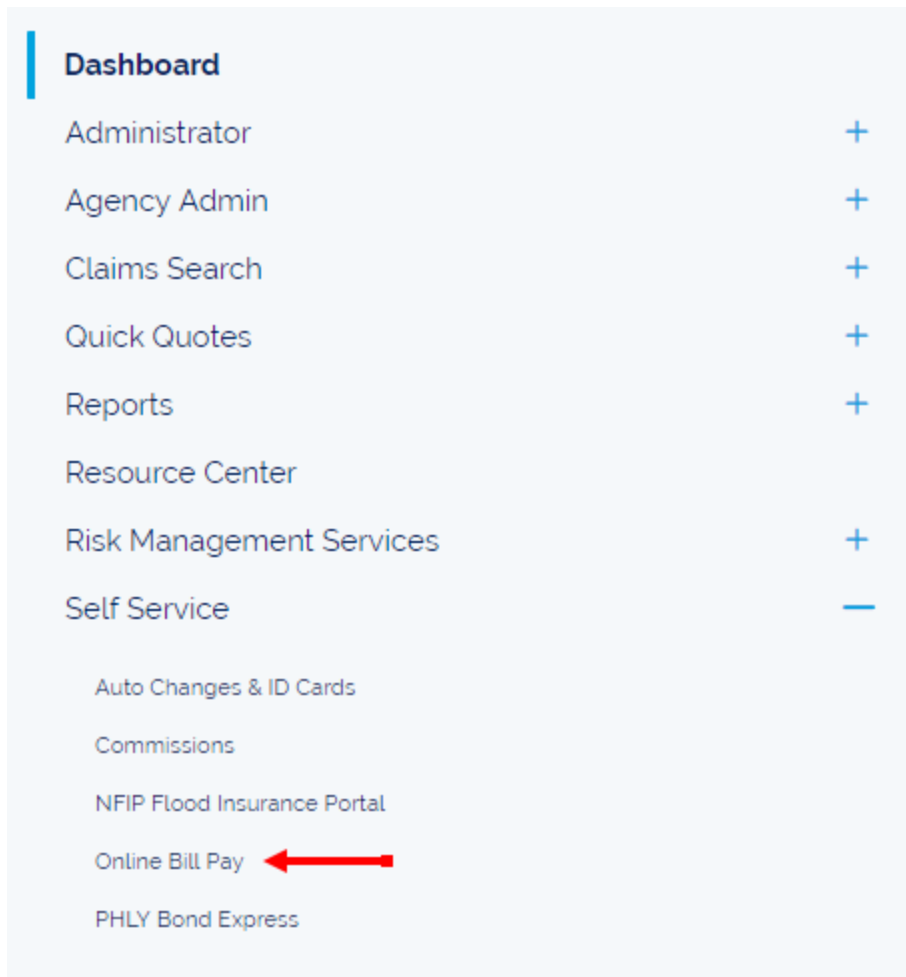 Dashboard
Administrator
Agency Admin
Claims Search
Quick Quotes
Reports
Resource Center
Risk Management Services
Self Service
Auto Changes & ID Cards
Commissions
NFIP Flood Insurance Portal
Online Bill Pay
PHLY Bond Express